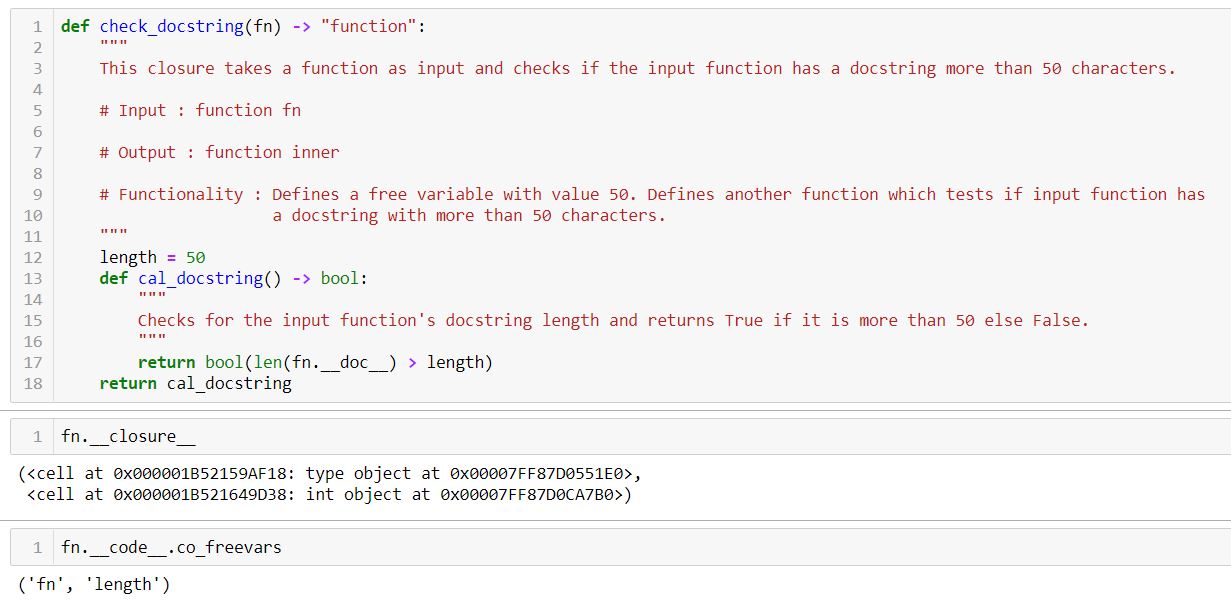 1 def check_docstring(fn) -> "function":
2     """
3     This closure takes a function as input and checks if the input function has a docstring more than 50 characters.
4
5     # Input : function fn
6
7     # Output : function inner
8
9     # Functionality : Defines a free variable with value 50. Defines another function which tests if input function has
10                      a docstring with more than 50 characters.
11    """
12    length = 50
13    def cal_docstring() -> bool:
14        """
15        Checks for the input function's docstring length and returns True if it is more than 50 else False.
16        """
17        return bool(len(fn.__doc__) > length)
18    return cal_docstring
1 fn.__closure__
(<cell at 0x000001B52159AF18: type object at 0x00007FF87D0551E0>,
 <cell at 0x000001B521649D38: int object at 0x00007FF87D0CA7B0>)
1 fn.__code__.co_freevars
('fn', 'length')